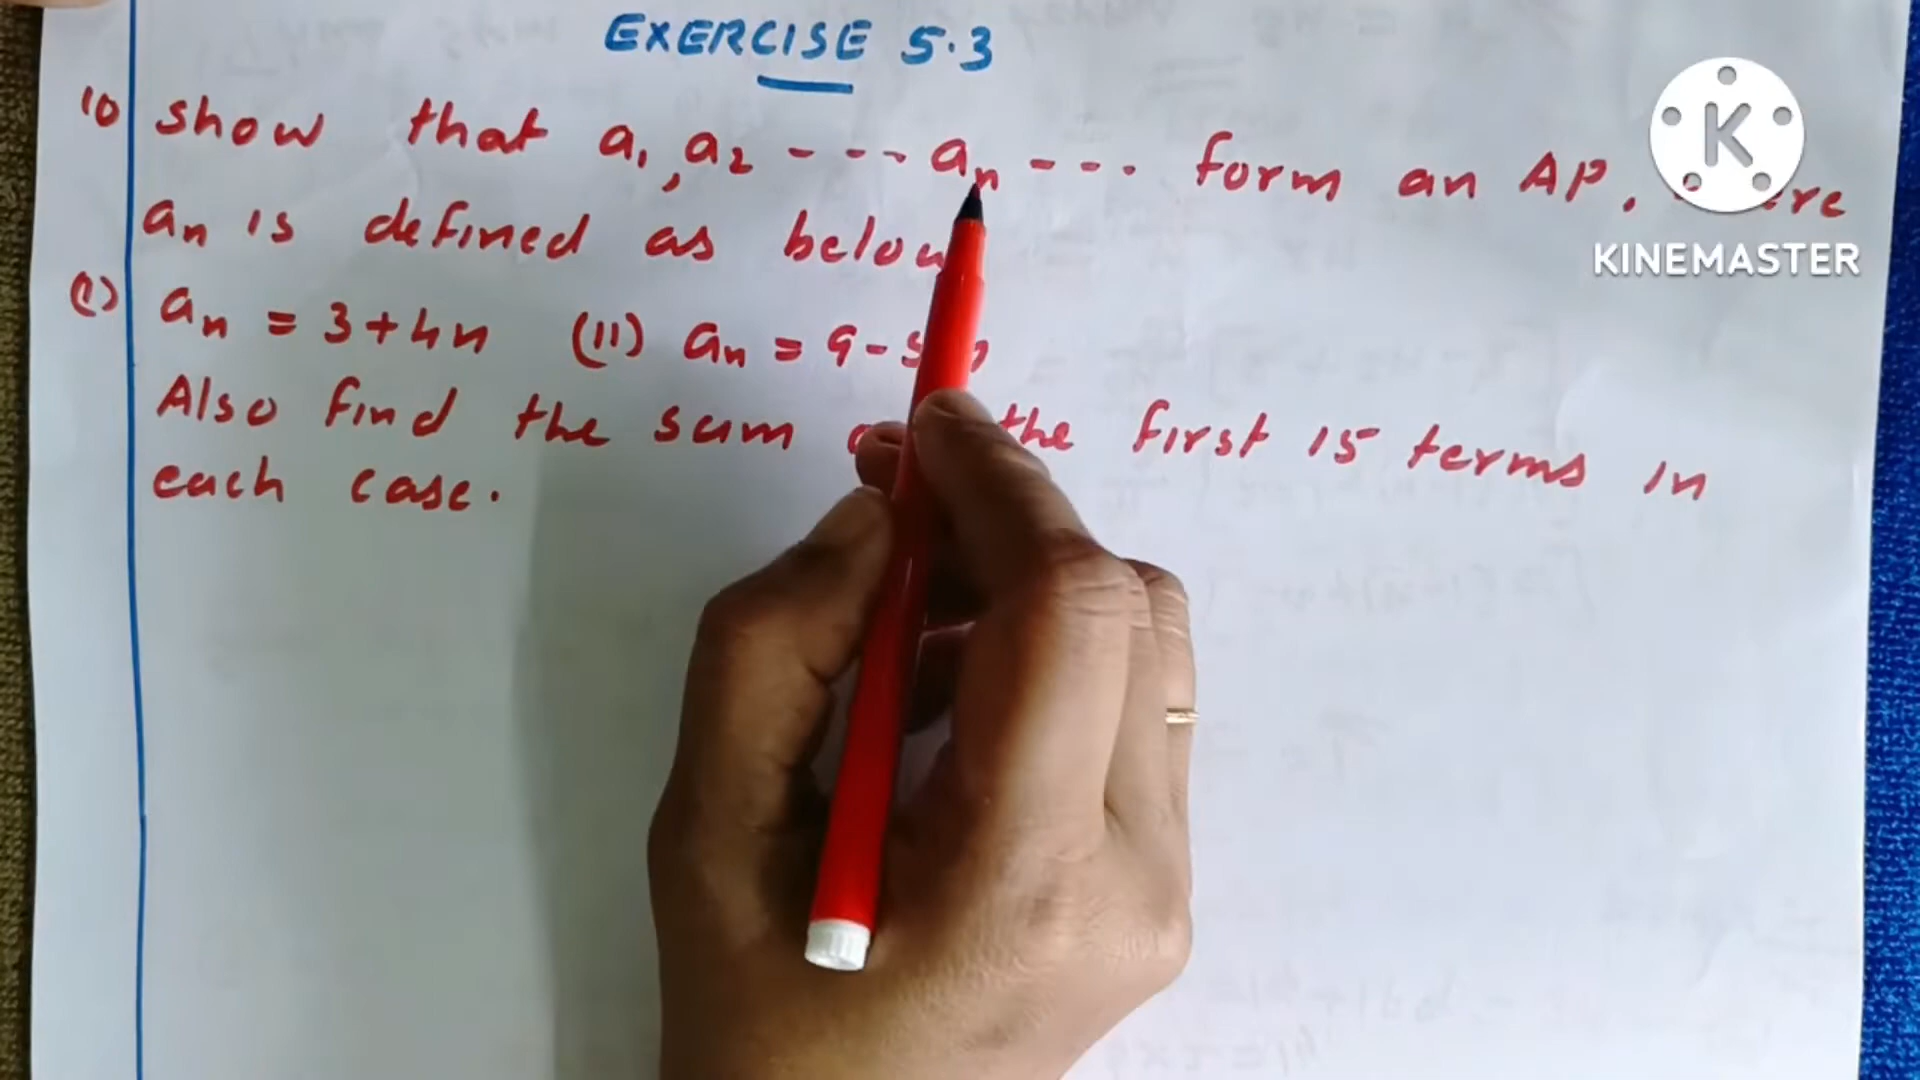 EXERCISE 5.3
10 show that a1, a2 - - -- an - - - form an AP.
an is defined as below
(i) an = 3+4n (II) an = 9-5n
Also find the sum the first 15 terms in
each case.
K
KINEMASTER